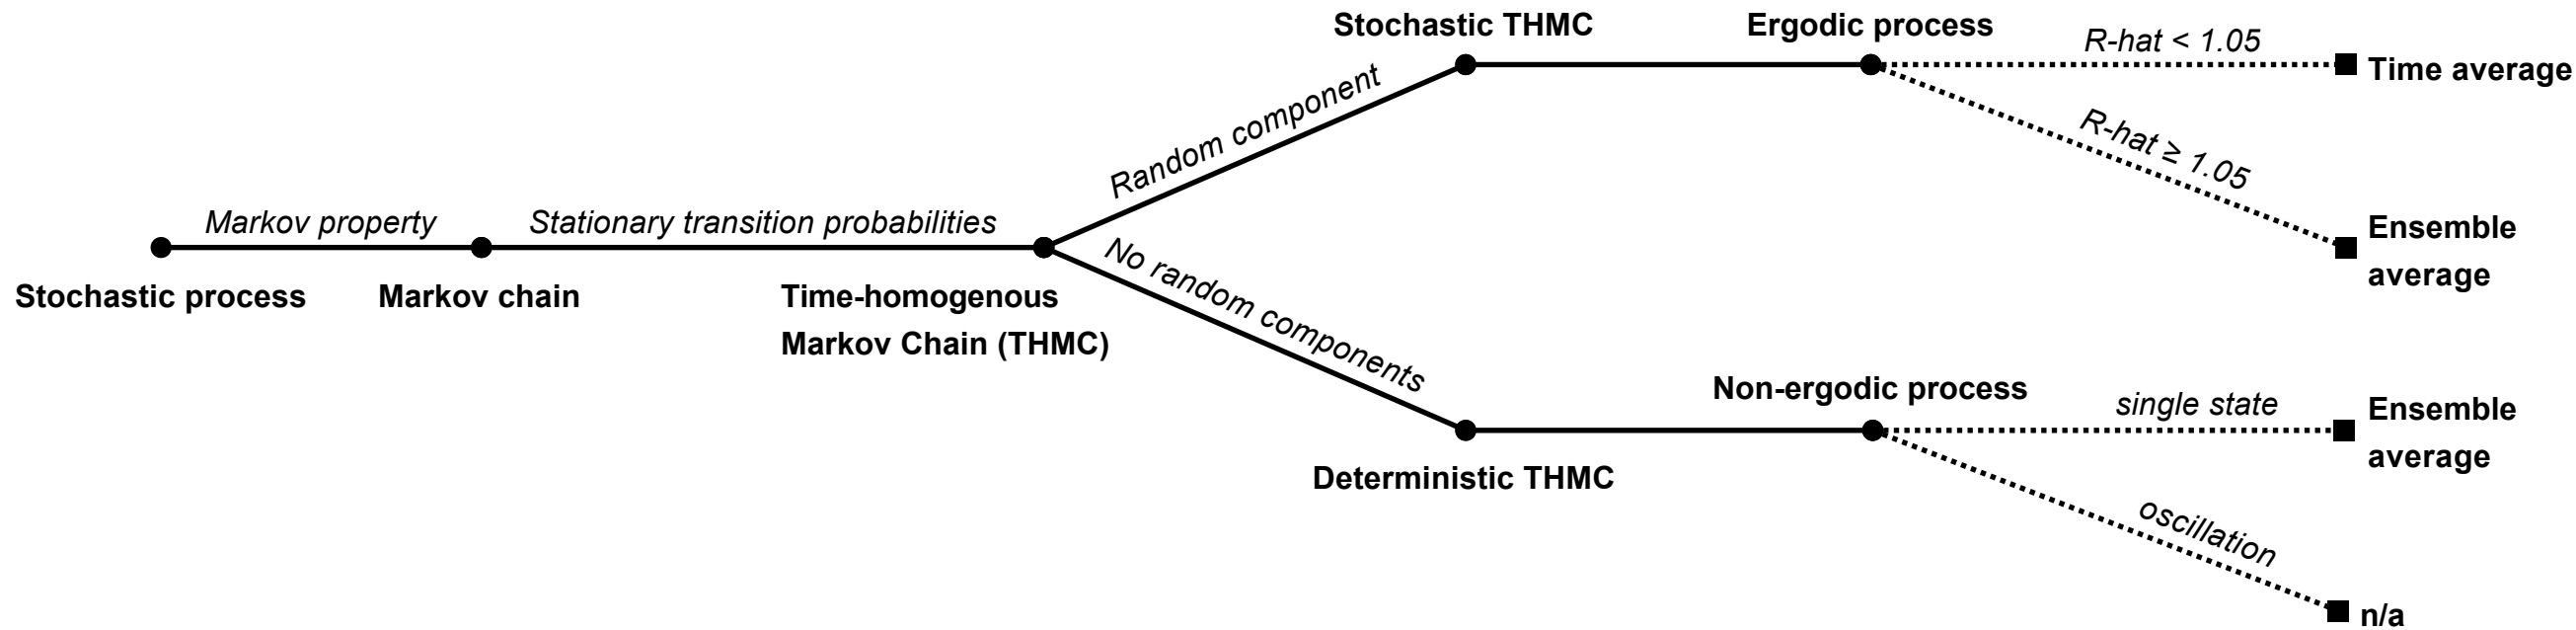 Stochastic THMC
Ergodic process
R-hat < 1.05
Time average
Random component
R-hat ≥ 1.05
Ensemble
average
Markov property
Stationary transition probabilities
Stochastic process
Markov chain
Time-homogenous
Markov Chain (THMC)
No random components
Non-ergodic process
single state
Ensemble
average
Deterministic THMC
oscillation
n/a